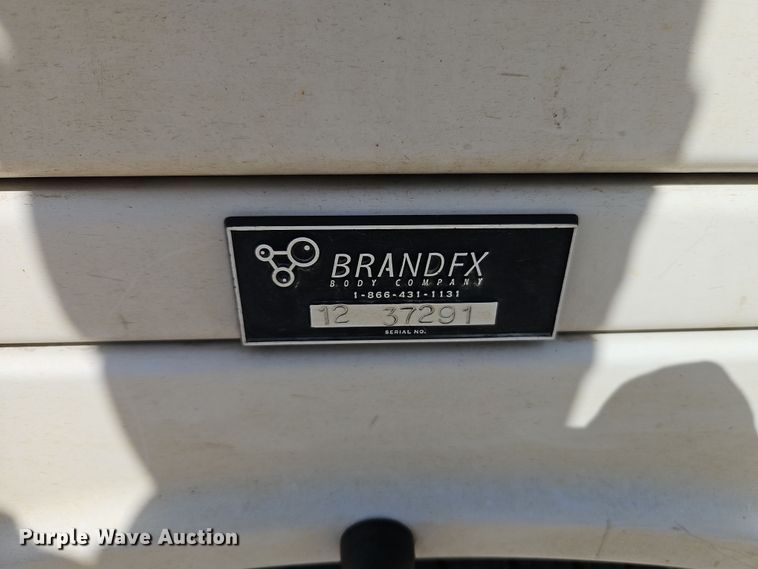 BRANDFX
BODY COMPANY
1-866-431-1131
12 37291
SERIAL NO.
Purple Wave Auction